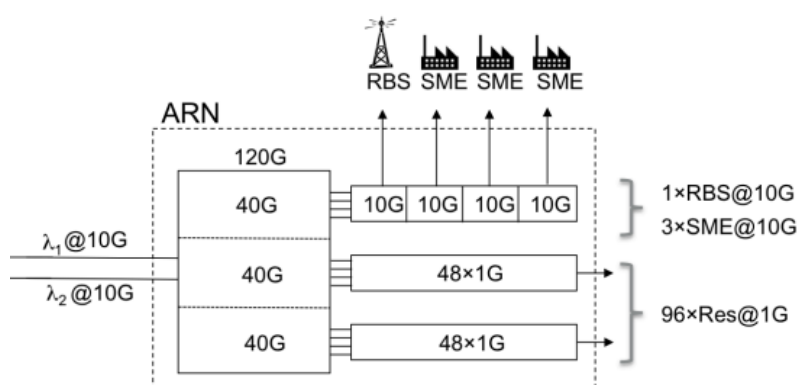 RBS SME SME SME
ARN
120G
40G 10G 10G 10G 10G
1×RBS@10G
3×SME@10G
λ1@10G
40G 48×1G
λ2@10G
96×Res@1G
40G 48×1G